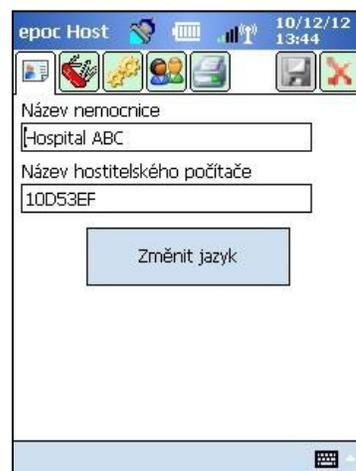 epoc Host
10/12/12
13:44
Název nemocnice
Hospital ABC
Název hostitelského počítače
10D53EF
Změnit jazyk